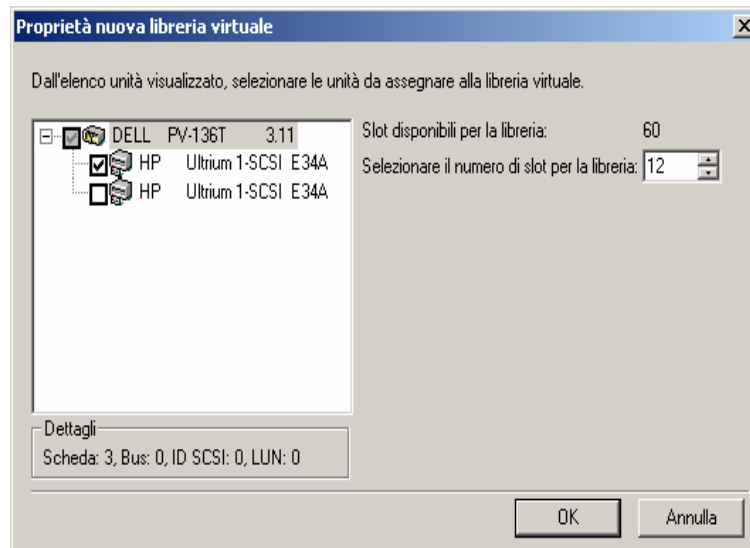 Proprietà nuova libreria virtuale
Dall'elenco unità visualizzato, selezionare le unità da assegnare alla libreria virtuale.
DELL PV-136T 3.11
HP Ultrium 1-SCSI E34A
HP Ultrium 1-SCSI E34A
Slot disponibili per la libreria: 60
Selezionare il numero di slot per la libreria: 12
Dettagli
Scheda: 3, Bus: 0, ID SCSI: 0, LUN: 0
OK Annulla